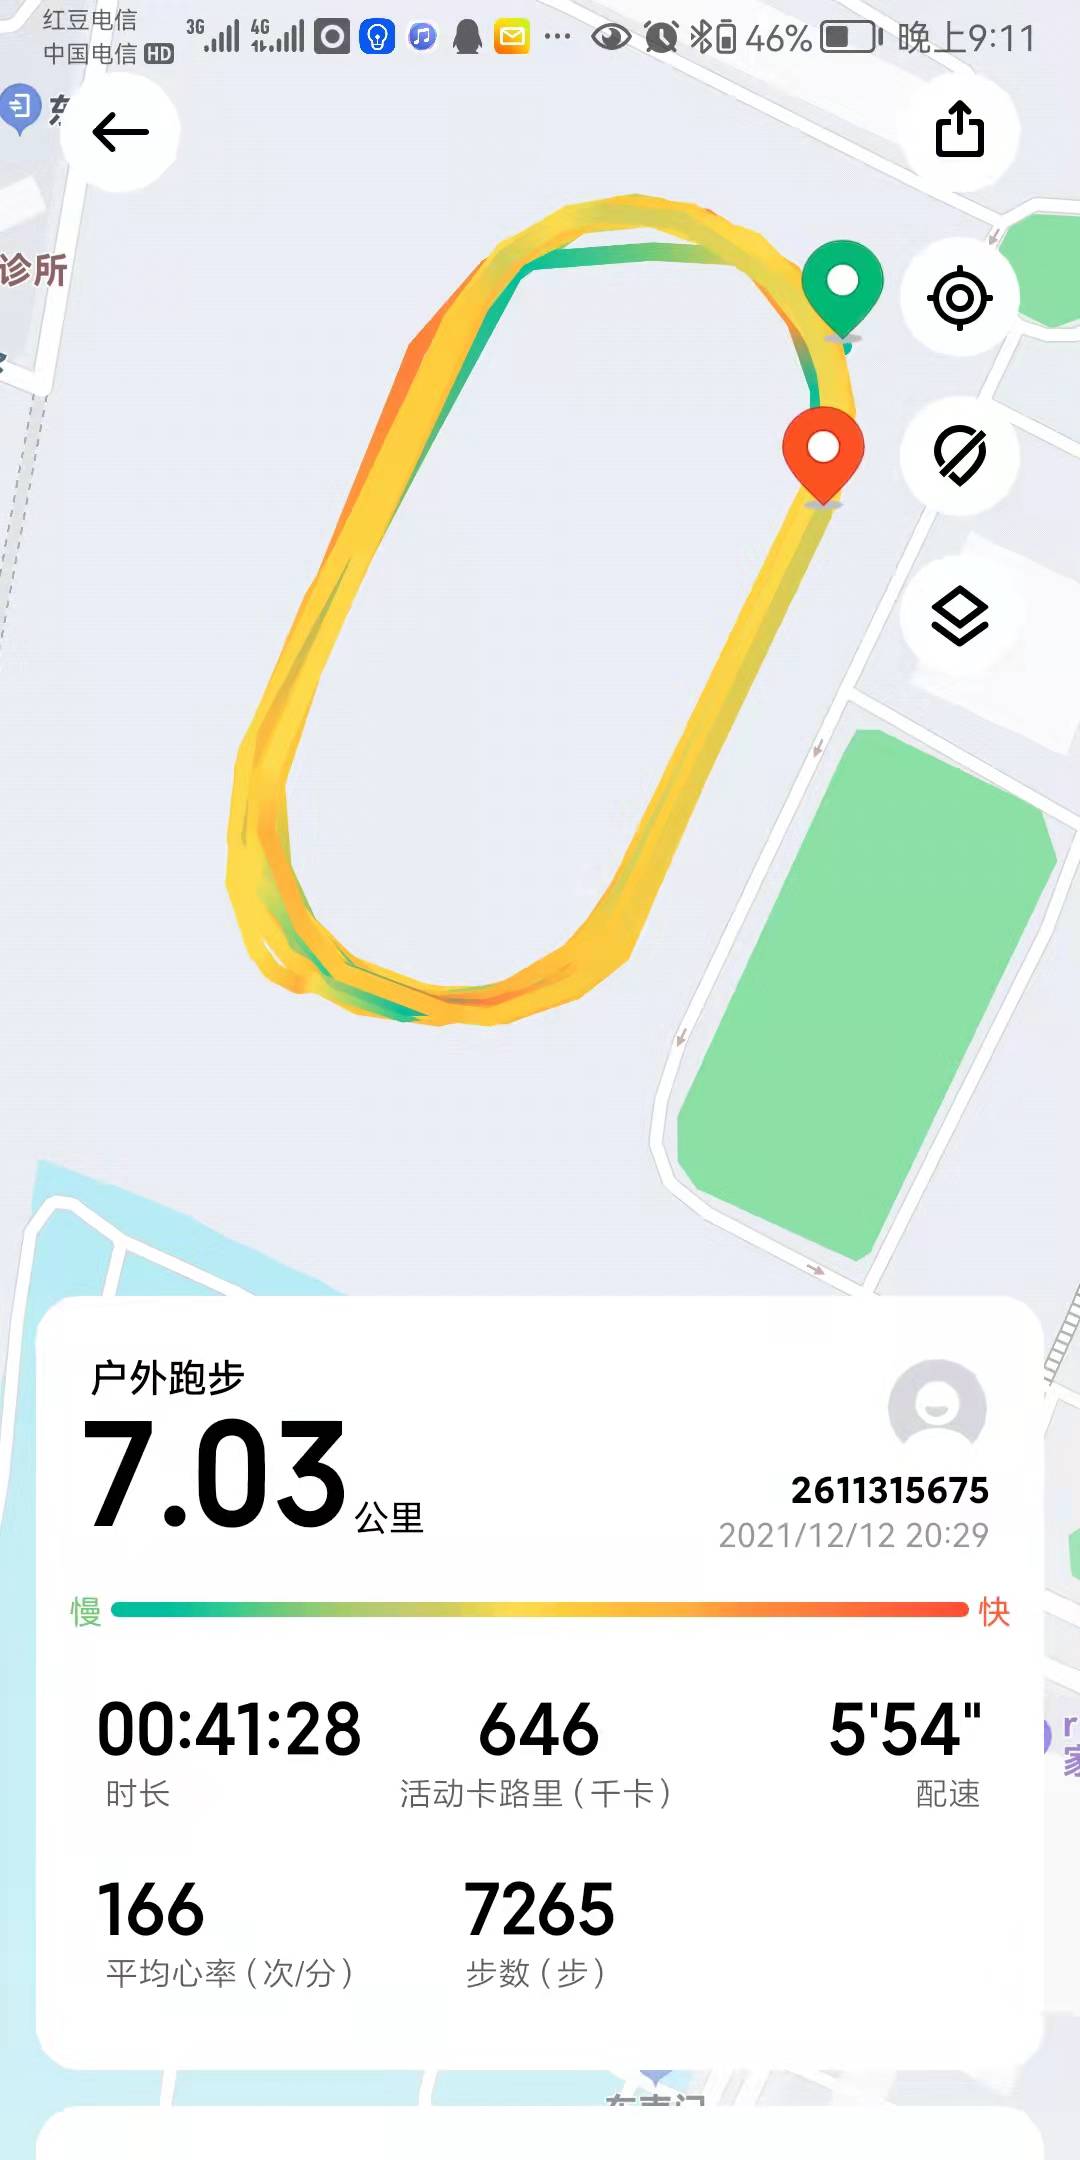 红豆电信
中国电信 HD
3G
4G
46%
晚上9:11
东
诊所
户外跑步
7.03公里
2611315675
2021/12/12 20:29
慢
快
00:41:28
646
5'54"
时长
活动卡路里（千卡）
配速
166
7265
平均心率（次/分）
步数（步）